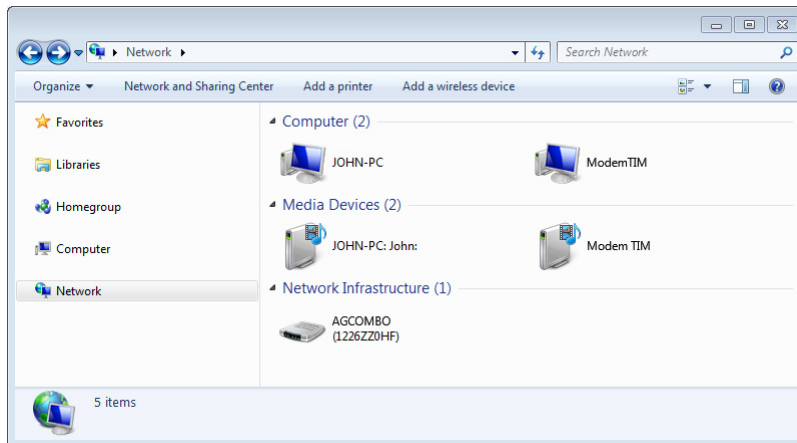 Network
Search Network
Organize
Network and Sharing Center
Add a printer
Add a wireless device
Favorites
Libraries
Homegroup
Computer
Network
Computer (2)
JOHN-PC
ModemTIM
Media Devices (2)
JOHN-PC: John:
Modem TIM
Network Infrastructure (1)
AGCOMBO
(1226ZZ0HF)
5 items